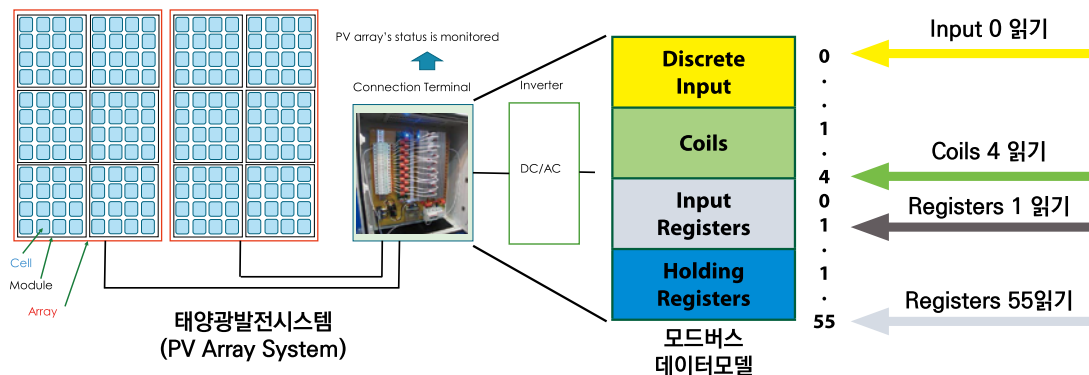 PV array's status is monitored
Connection Terminal
Inverter
DC/AC
Cell
Module
Array
태양광발전시스템
(PV Array System)
Discrete
Input
Coils
Input
Registers
Holding
Registers
모드버스
데이터모델
0
.
.
1
.
4
0
1
.
1
.
55
Input 0 읽기
Coils 4 읽기
Registers 1 읽기
Registers 55읽기